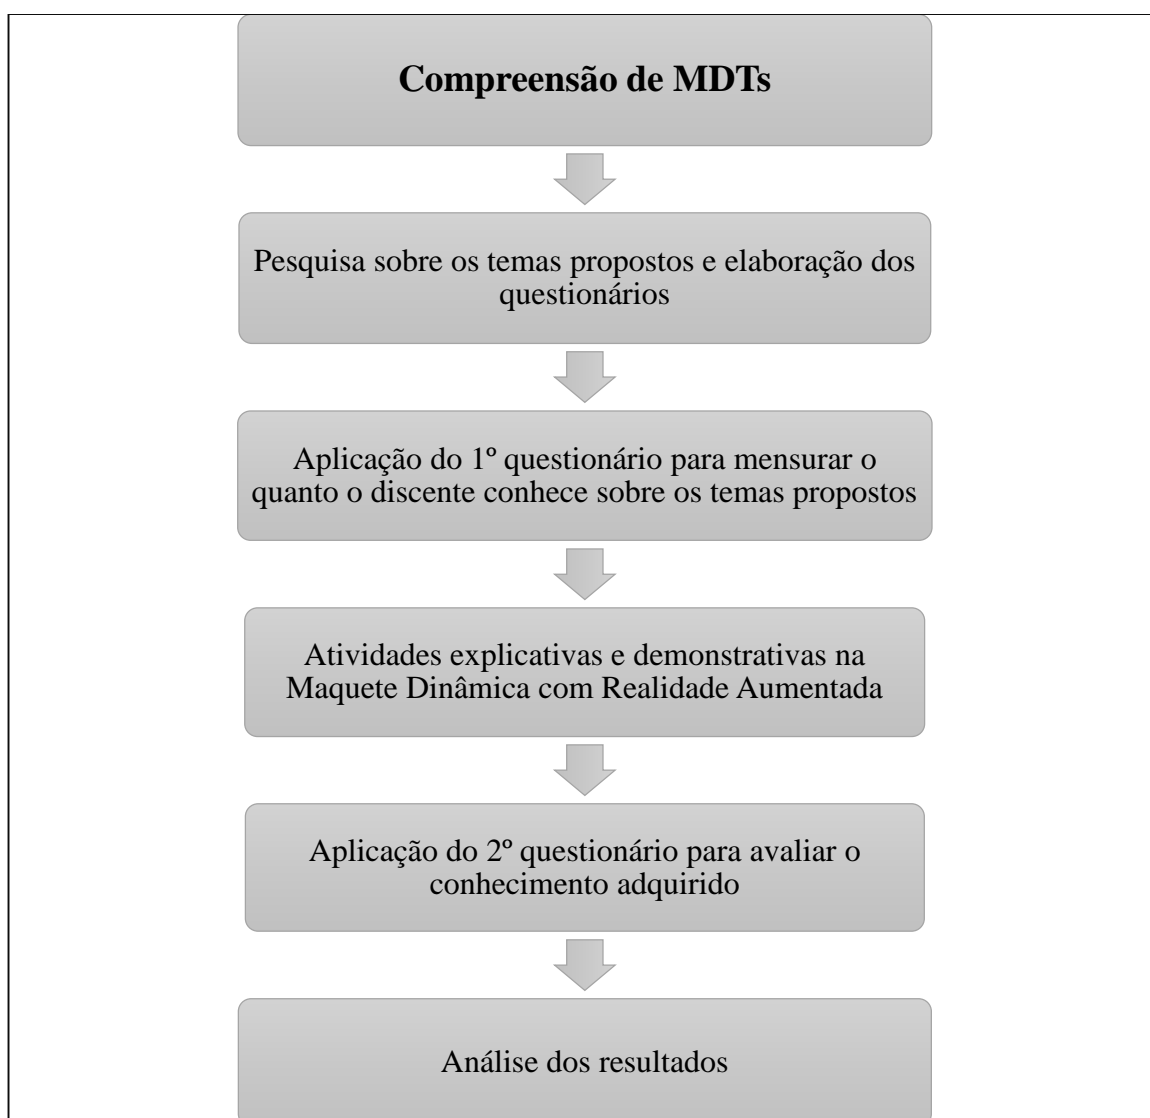 Compreensão de MDTs
Pesquisa sobre os temas propostos e elaboração dos
questionários
Aplicação do 1º questionário para mensurar o
quanto o discente conhece sobre os temas propostos
Atividades explicativas e demonstrativas na
Maquete Dinâmica com Realidade Aumentada
Aplicação do 2º questionário para avaliar o
conhecimento adquirido
Análise dos resultados